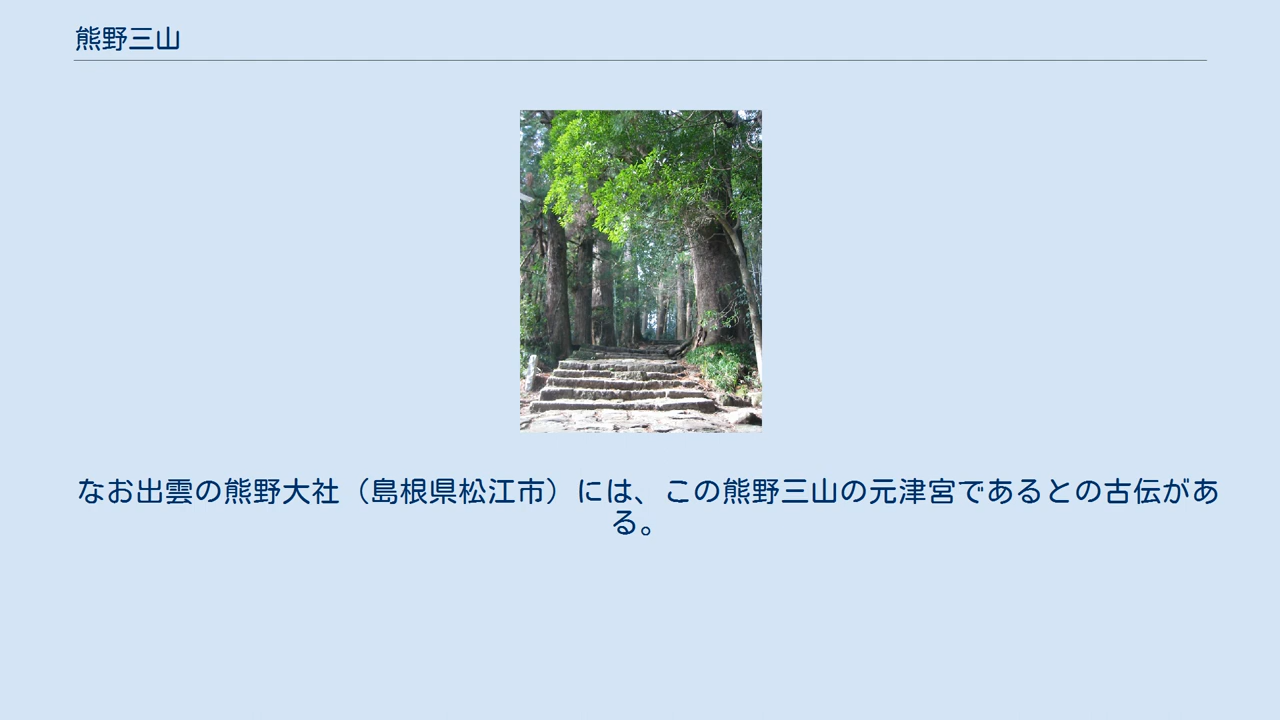 熊野三山
なお出雲の熊野大社（島根県松江市）には、この熊野三山の元津宮であるとの古伝があ
る。